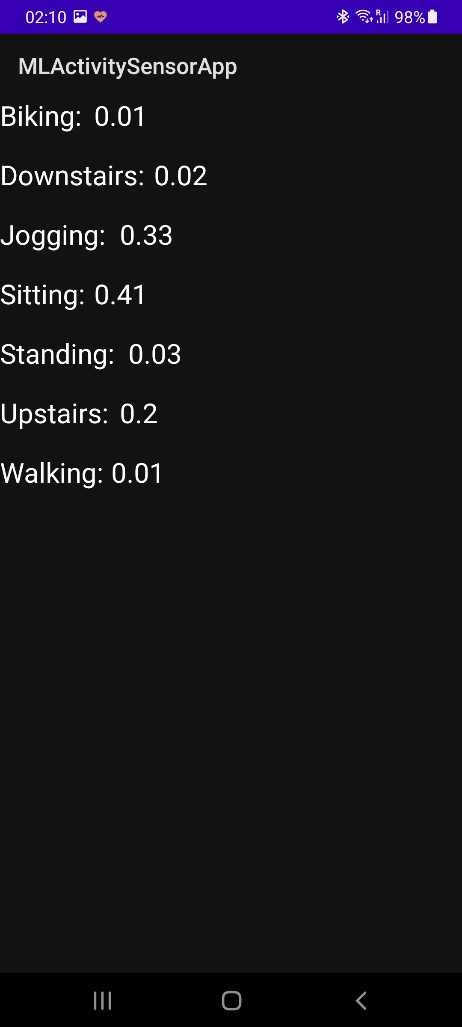 02:10 98%
MLActivitySensorApp
Biking: 0.01
Downstairs: 0.02
Jogging: 0.33
Sitting: 0.41
Standing: 0.03
Upstairs: 0.2
Walking: 0.01